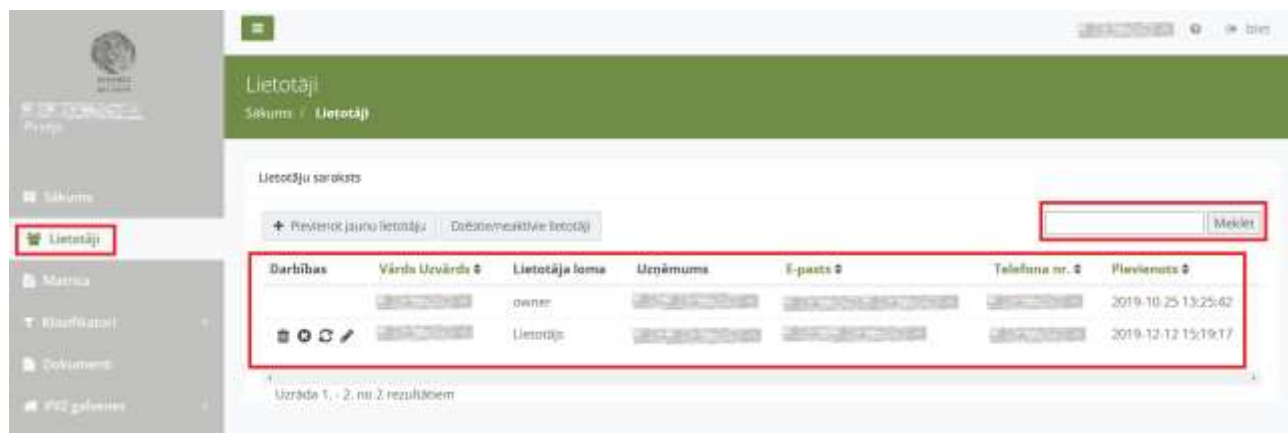 Iziet
Lietotāji
Sākums / Lietotāji
Sākums
Lietotāji
Matrica
Klasifikatori
Dokumenti
Lietotāju saraksts
+ Pievienot jaunu lietotāju
Dzēstie/neaktīvie lietotāji
Meklēt
Darbības Vārds Uzvārds Lietotāja loma Uzņēmums E-pasts Telefona nr. Pievienots
owner 2019-10-25 13:25:42
Lietotājs 2019-12-12 15:19:17
Uzrāda 1. - 2. no 2 rezultātiem